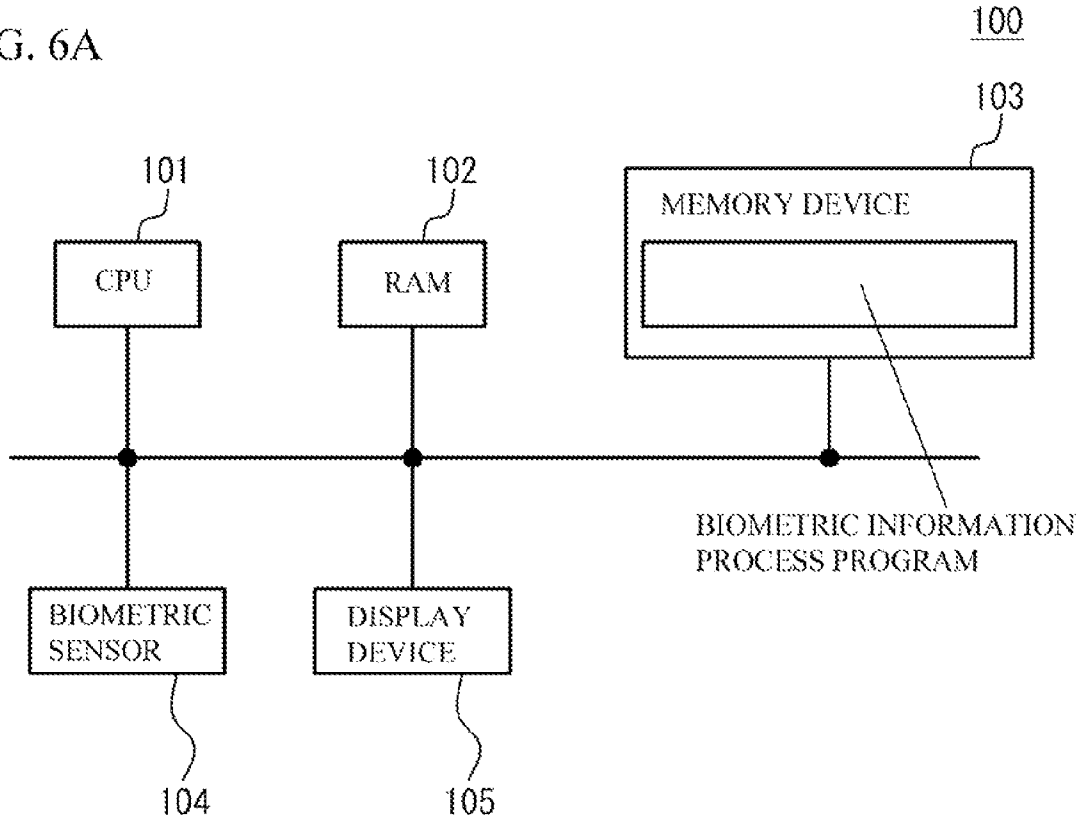 G. 6A
100
103
101
102
MEMORY DEVICE
CPU
RAM
BIOMETRIC INFORMATION
PROCESS PROGRAM
BIOMETRIC
SENSOR
DISPLAY
DEVICE
104
105